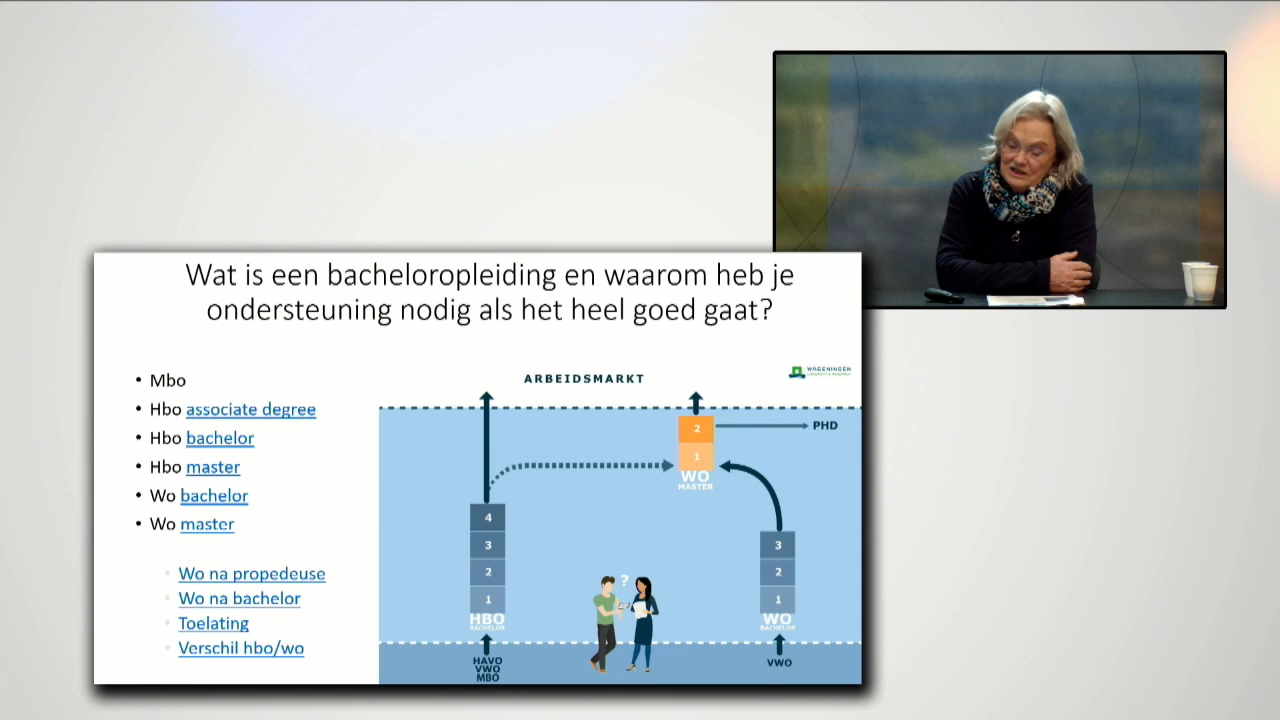 Wat is een bacheloropleiding en waarom heb je
ondersteuning nodig als het heel goed gaat?
• Mbo
• Hbo associate degree
• Hbo bachelor
• Hbo master
• Wo bachelor
• Wo master
• Wo na propedeuse
• Wo na bachelor
• Toelating
• Verschil hbo/wo
ARBEIDSMARKT
WAGENINGEN
2
PHD
1
WO
MASTER
4
3
2
1
HBO
BACHELOR
?
3
2
1
WO
BACHELOR
HAVO
VWO
MBO
VWO